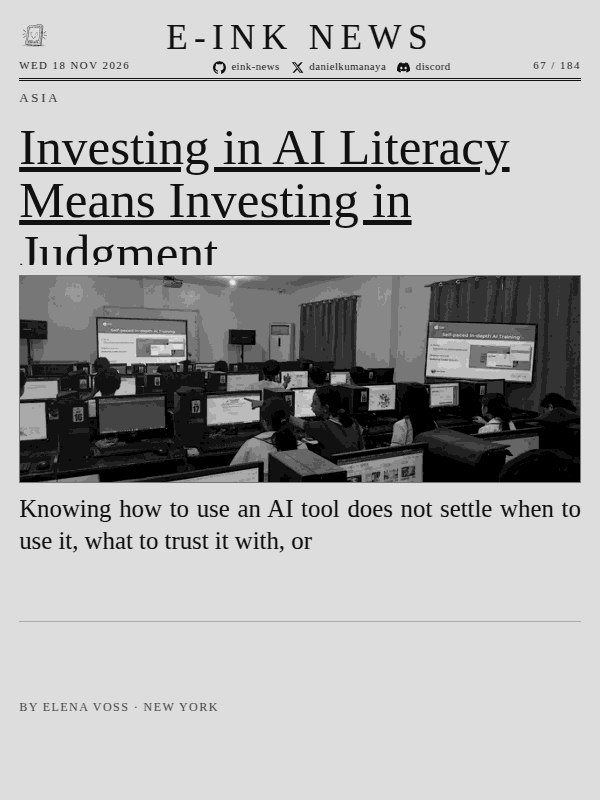 E-INK NEWS
WED 18 NOV 2026
eink-news danielkumanaya discord
67 / 184
ASIA
Investing in AI Literacy
Means Investing in
Judgment
Self-paced In-depth AI Training
Self-paced In-depth AI Training
Knowing how to use an AI tool does not settle when to
use it, what to trust it with, or
BY ELENA VOSS · NEW YORK